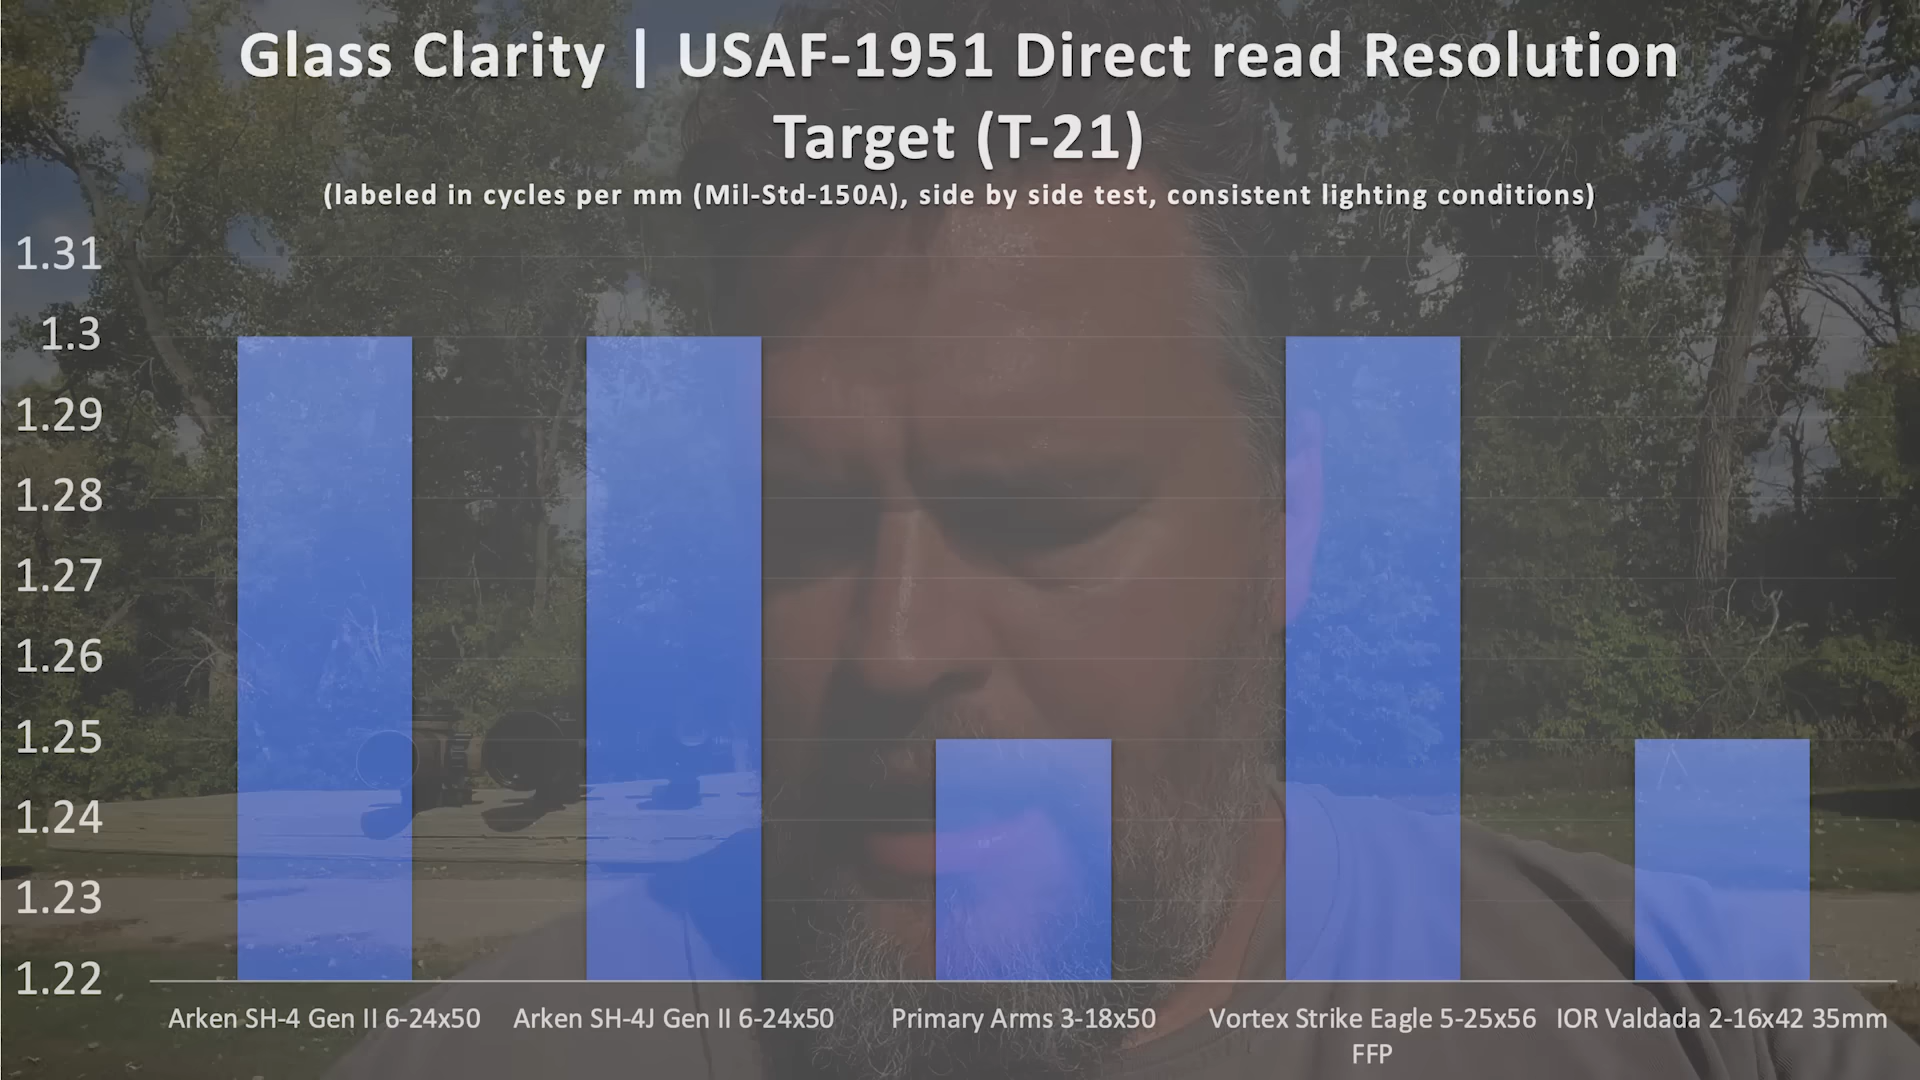 Glass Clarity | USAF-1951 Direct read Resolution
Target (T-21)
(labeled in cycles per mm (Mil-Std-150A), side by side test, consistent lighting conditions)
1.31
1.3
1.29
1.28
1.27
1.26
1.25
1.24
1.23
1.22
Arken SH-4 Gen II 6-24x50
Arken SH-4J Gen II 6-24x50
Primary Arms 3-18x50
Vortex Strike Eagle 5-25x56
FFP
IOR Valdada 2-16x42 35mm